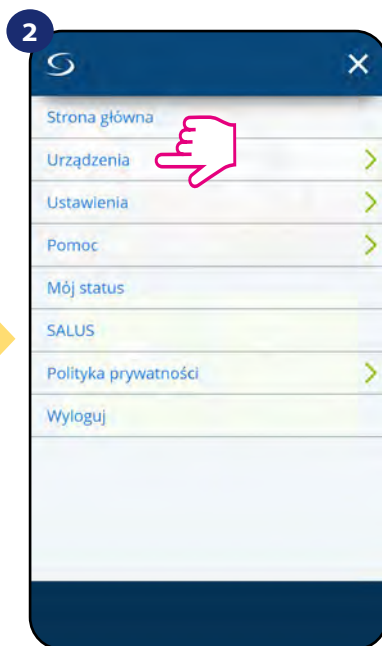 2
Strona główna
Urządzenia
Ustawienia
Pomoc
Mój status
SALUS
Polityka prywatności
Wyloguj